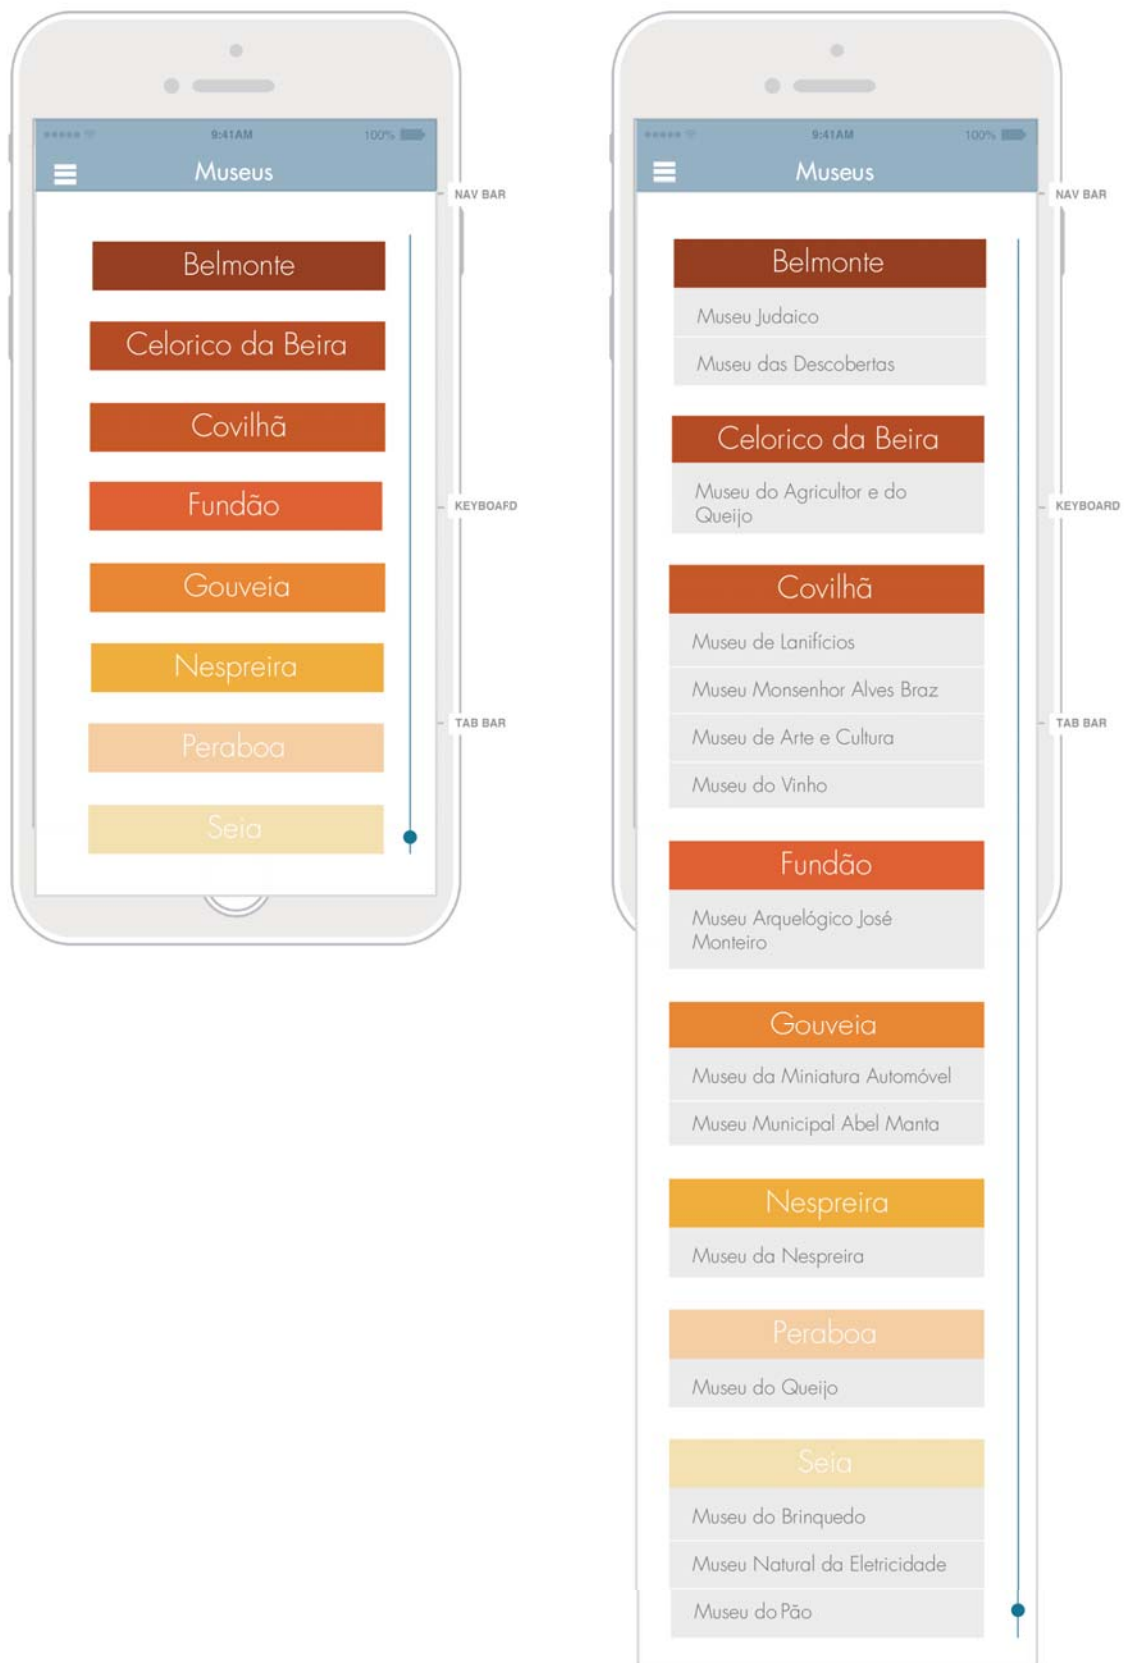 9:41AM 100%
Museus
NAV BAR
Belmonte
Celorico da Beira
Covilhã
Fundão
KEYBOARD
Gouveia
Nespreira
TAB BAR
Peraboa
Seia
9:41AM 100%
Museus
NAV BAR
Belmonte
Museu Judaico
Museu das Descobertas
Celorico da Beira
Museu do Agricultor e do
Queijo
KEYBOARD
Covilhã
Museu de Lanifícios
Museu Monsenhor Alves Braz
TAB BAR
Museu de Arte e Cultura
Museu do Vinho
Fundão
Museu Arquelógico José
Monteiro
Gouveia
Museu da Miniatura Automóvel
Museu Municipal Abel Manta
Nespreira
Museu da Nespreira
Peraboa
Museu do Queijo
Seia
Museu do Brinquedo
Museu Natural da Eletricidade
Museu do Pão